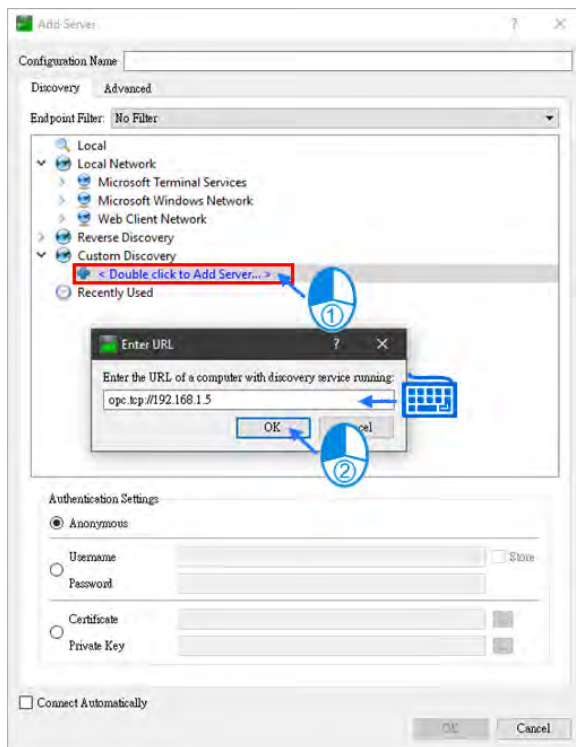 Add Server
Configuration Name
Discovery Advanced
Endpoint Filter: No Filter
Local
Local Network
Microsoft Terminal Services
Microsoft Windows Network
Web Client Network
Reverse Discovery
Custom Discovery
< Double click to Add Server... >
Recently Used
①
Enter URL
Enter the URL of a computer with discovery service running:
opc.tcp://192.168.1.5
OK
②
Authentication Settings
Anonymous
Username Store
Password
Certificate
Private Key
Connect Automatically
OK Cancel